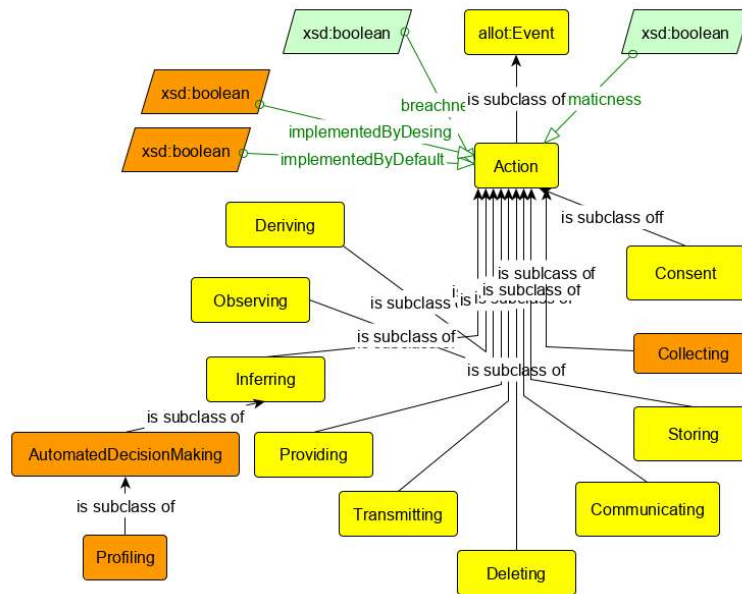 xsd:boolean
allot:Event
xsd:boolean
xsd:boolean
breachne
is subclass of
maticness
implementedByDesing
xsd:boolean
implementedByDefault
Action
is subclass off
Deriving
Consent
is sublcass of
is subclass of
Observing
is subclass of
is subclass of
Collecting
is subclass of
Inferring
is subclass of
Storing
AutomatedDecisionMaking
Providing
is subclass of
Transmitting
Communicating
Profiling
Deleting